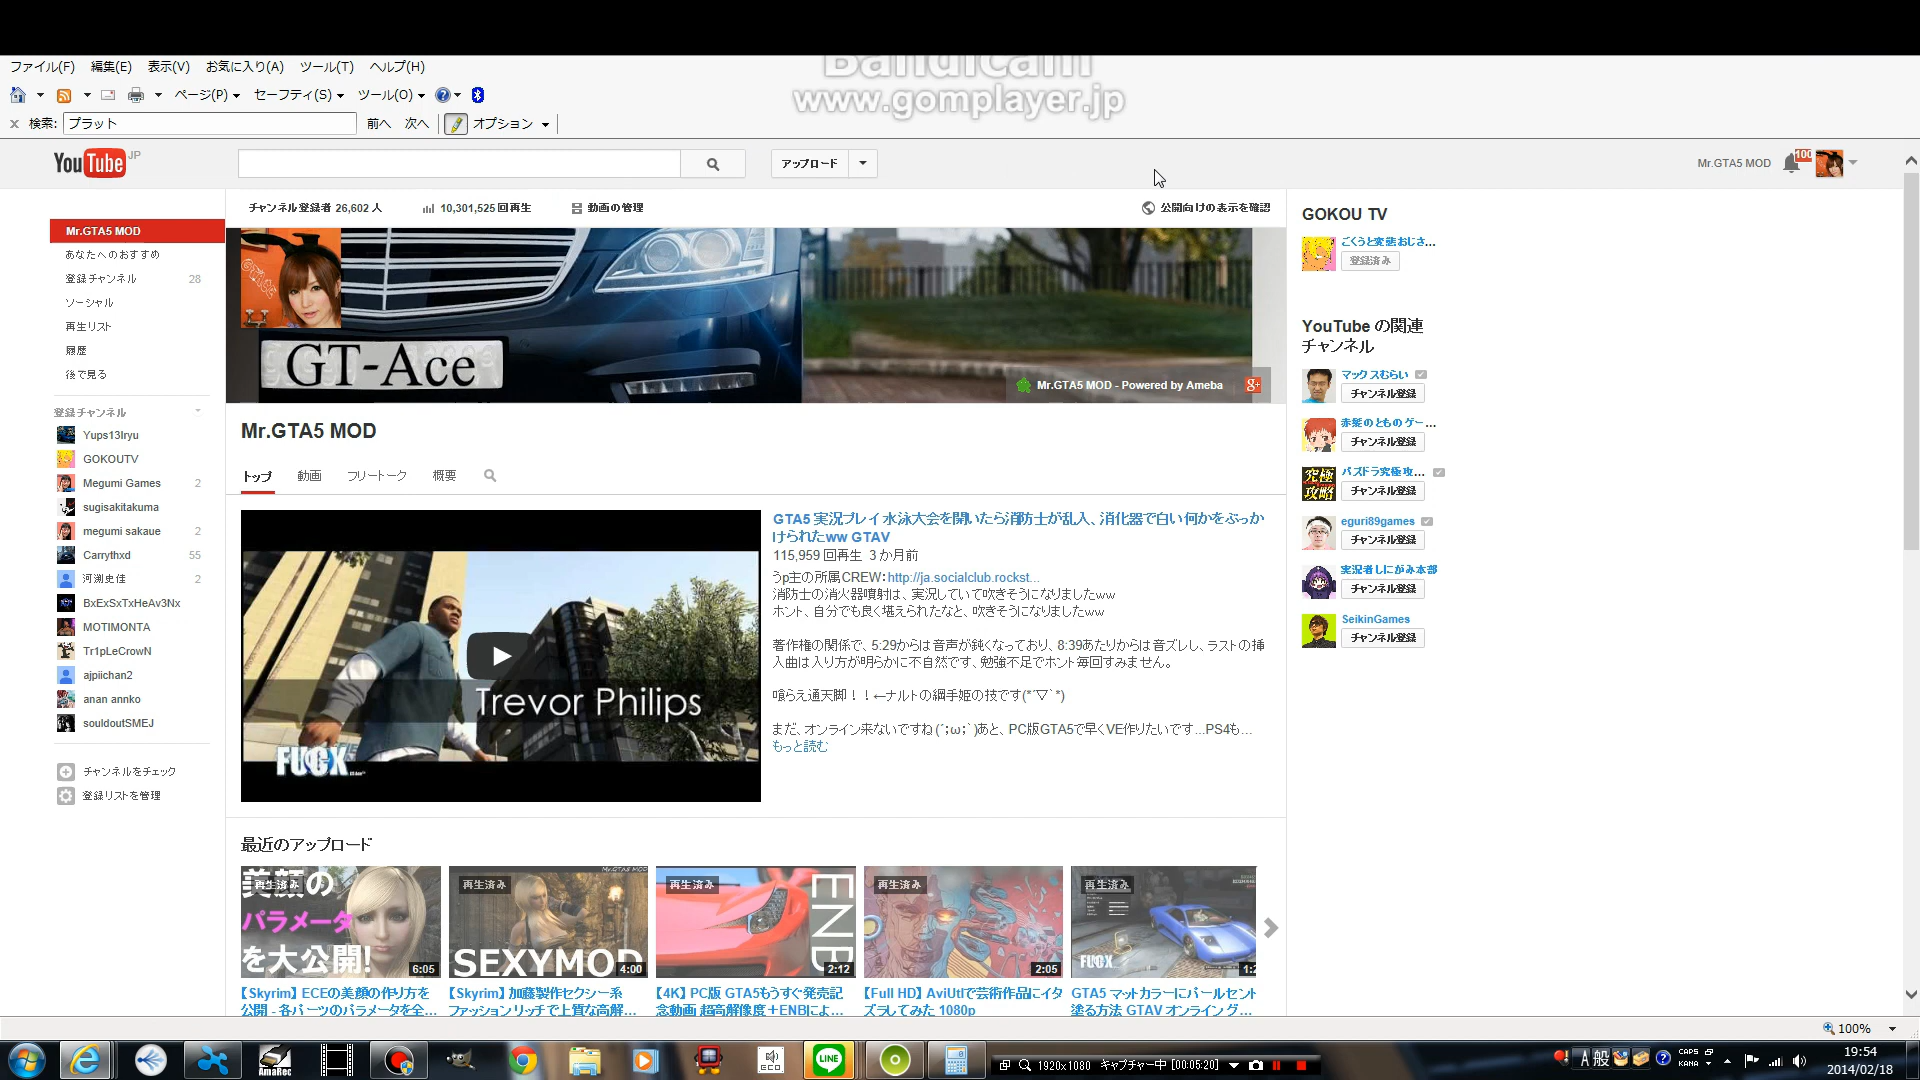 ファイル(F) 編集(E) 表示(V) お気に入り(A) ツール(T) ヘルプ(H)
Bandicam
www.gomplayer.jp
ページ(P) セーフティ(S) ツール(O)
検索: プラット 前へ 次へ オプション
YouTube JP
アップロード
Mr.GTA5 MOD 100
チャンネル登録者 26,602 人 10,301,525 回再生 動画の管理 公開向けの表示を確認
Mr.GTA5 MOD
あなたへのおすすめ
登録チャンネル 28
ソーシャル
再生リスト
履歴
後で見る
登録チャンネル
Yups13Iryu
GOKOUTV
Megumi Games 2
sugisakitakuma
megumi sakaue 2
Carrythxd 55
河渕史佳 2
BxExSxTxHeAv3Nx
MOTIMONTA
Tr1pLeCrowN
ajpiichan2
anan annko
souldoutSMEJ
チャンネルをチェック
登録リストを管理
GT-Ace
Mr.GTA5 MOD - Powered by Ameba
Mr.GTA5 MOD
トップ 動画 フリートーク 概要
Trevor Philips
FUCX
GTA5 実況プレイ 水泳大会を開いたら消防士が乱入、消化器で白い何かをぶっか
けられたww GTAV
115,959 回再生 3 か月前
うp主の所属CREW：http://ja.socialclub.rockst...
消防士の消火器噴射は、実況していて吹きそうになりましたww
ホント、自分でも良く堪えられたなと、吹きそうになりましたww
著作権の関係で、5:29からは音声が鈍くなっており、8:39あたりからは音ズレし、ラストの挿
入曲は入り方が明らかに不自然です、勉強不足でホント毎回すみません。
喰らえ通天脚！！←ナルトの綱手姫の技です(*´▽`*)
まだ、オンライン来ないですね(´；ω；`)あと、PC版GTA5で早くVE作りたいです...PS4も...
もっと読む
最近のアップロード
再生済み
美顔の
パラメータ
を大公開!
6:05
【Skyrim】 ECEの美顔の作り方を
公開 - 各パーツのパラメータを全...
再生済み
Mr.GTA5 MOD
SEXYMOD
4:00
【Skyrim】 加藤製作セクシー系
ファッションリッチで上質な高解...
再生済み
ENB
2:12
【4K】 PC版 GTA5もうすぐ発売記
念動画 超高解像度＋ENBによ...
再生済み
2:05
【Full HD】 AviUtlで芸術作品にイタ
ズラしてみた 1080p
再生済み
FUCX
1:2
GTA5 マットカラーにパールセント
塗る方法 GTAV オンライン グ...
GOKOU TV
ごくうと変態おじさ...
登録済み
YouTube の関連
チャンネル
マックスむらい
チャンネル登録
赤髪のとものゲー...
チャンネル登録
究極
攻略
パズドラ究極攻...
チャンネル登録
eguri89games
チャンネル登録
実況者しにがみ本部
チャンネル登録
SeikinGames
チャンネル登録
100%
AmaRec
ECO
LINE
1920x1080 キャプチャー中 [00:05:20]
A 般
CAPS
KANA
19:54
2014/02/18